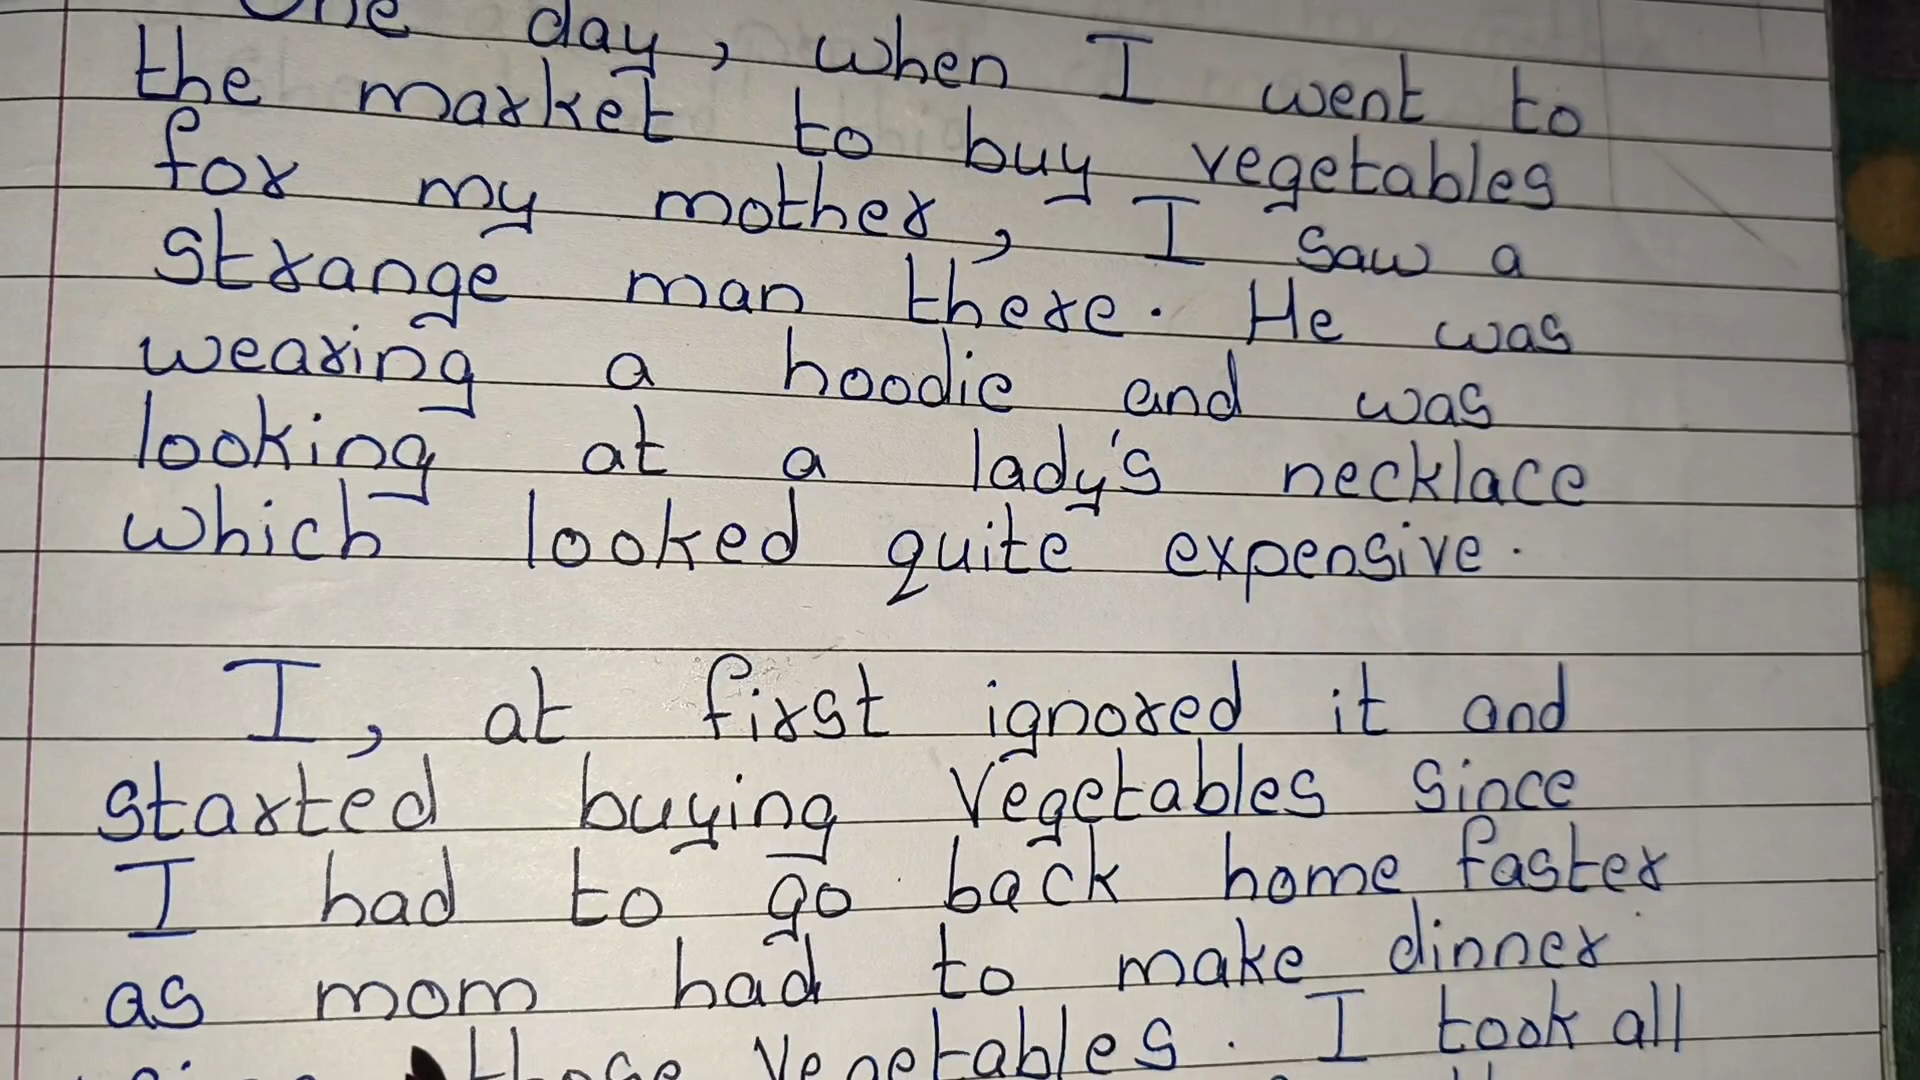 One day, when I went to
the market to buy vegetables
for my mother, I saw a
strange man there. He was
wearing a hoodie and was
looking at a lady's necklace
which looked quite expensive.
I, at first ignored it and
started buying Vegetables since
I had to go back home faster
as mom had to make dinner
those Vegetables. I took all